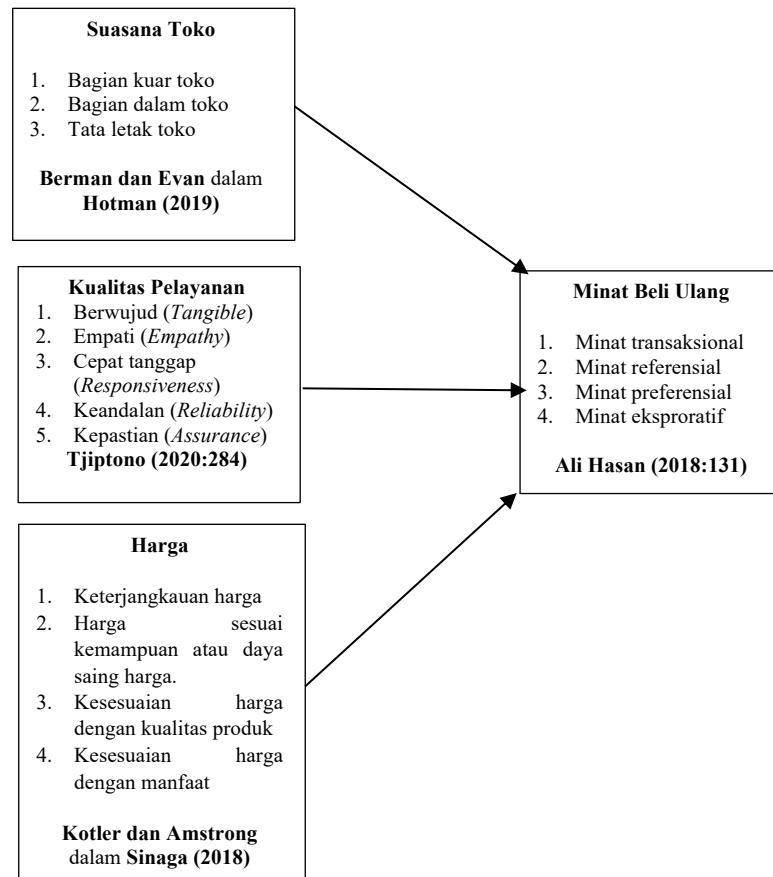 Suasana Toko
1. Bagian kuar toko
2. Bagian dalam toko
3. Tata letak toko
Berman dan Evan dalam
Hotman (2019)
Kualitas Pelayanan
1. Berwujud (Tangible)
2. Empati (Empathy)
3. Cepat tanggap
(Responsiveness)
4. Keandalan (Reliability)
5. Kepastian (Assurance)
Tjiptono (2020:284)
Harga
1. Keterjangkauan harga
2. Harga sesuai
kemampuan atau daya
saing harga.
3. Kesesuaian harga
dengan kualitas produk
4. Kesesuaian harga
dengan manfaat
Kotler dan Amstrong
dalam Sinaga (2018)
Minat Beli Ulang
1. Minat transaksional
2. Minat referensial
3. Minat preferensial
4. Minat eksproratif
Ali Hasan (2018:131)